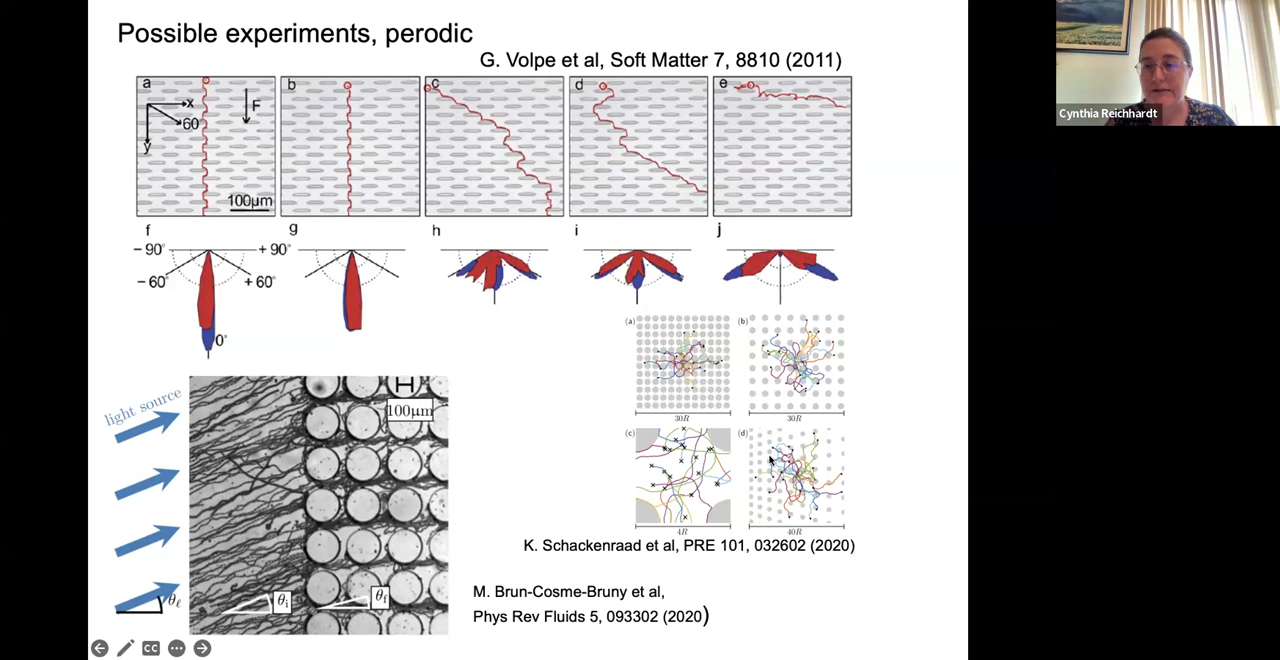 Possible experiments, perodic
G. Volpe et al, Soft Matter 7, 8810 (2011)
a
x
60°
y
F
100µm
b
c
d
e
f
g
h
i
j
− 90°
+ 90°
− 60°
+ 60°
0°
light source
θℓ
H
100µm
θi
θf
(a)
(b)
30R
30R
(c)
(d)
4R
40R
K. Schackenraad et al, PRE 101, 032602 (2020)
M. Brun-Cosme-Bruny et al,
Phys Rev Fluids 5, 093302 (2020)
Cynthia Reichhardt
CC